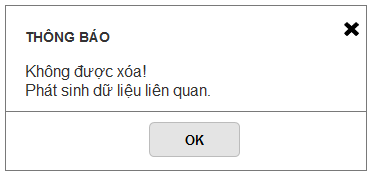 THÔNG BÁO
Không được xóa!
Phát sinh dữ liệu liên quan.
OK